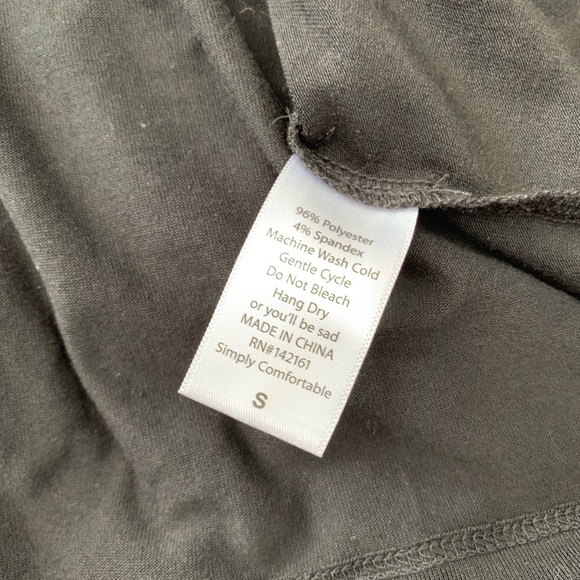 96% Polyester
4% Spandex
Machine Wash Cold
Gentle Cycle
Do Not Bleach
Hang Dry
or you'll be sad
MADE IN CHINA
RN#142161
Simply Comfortable
S